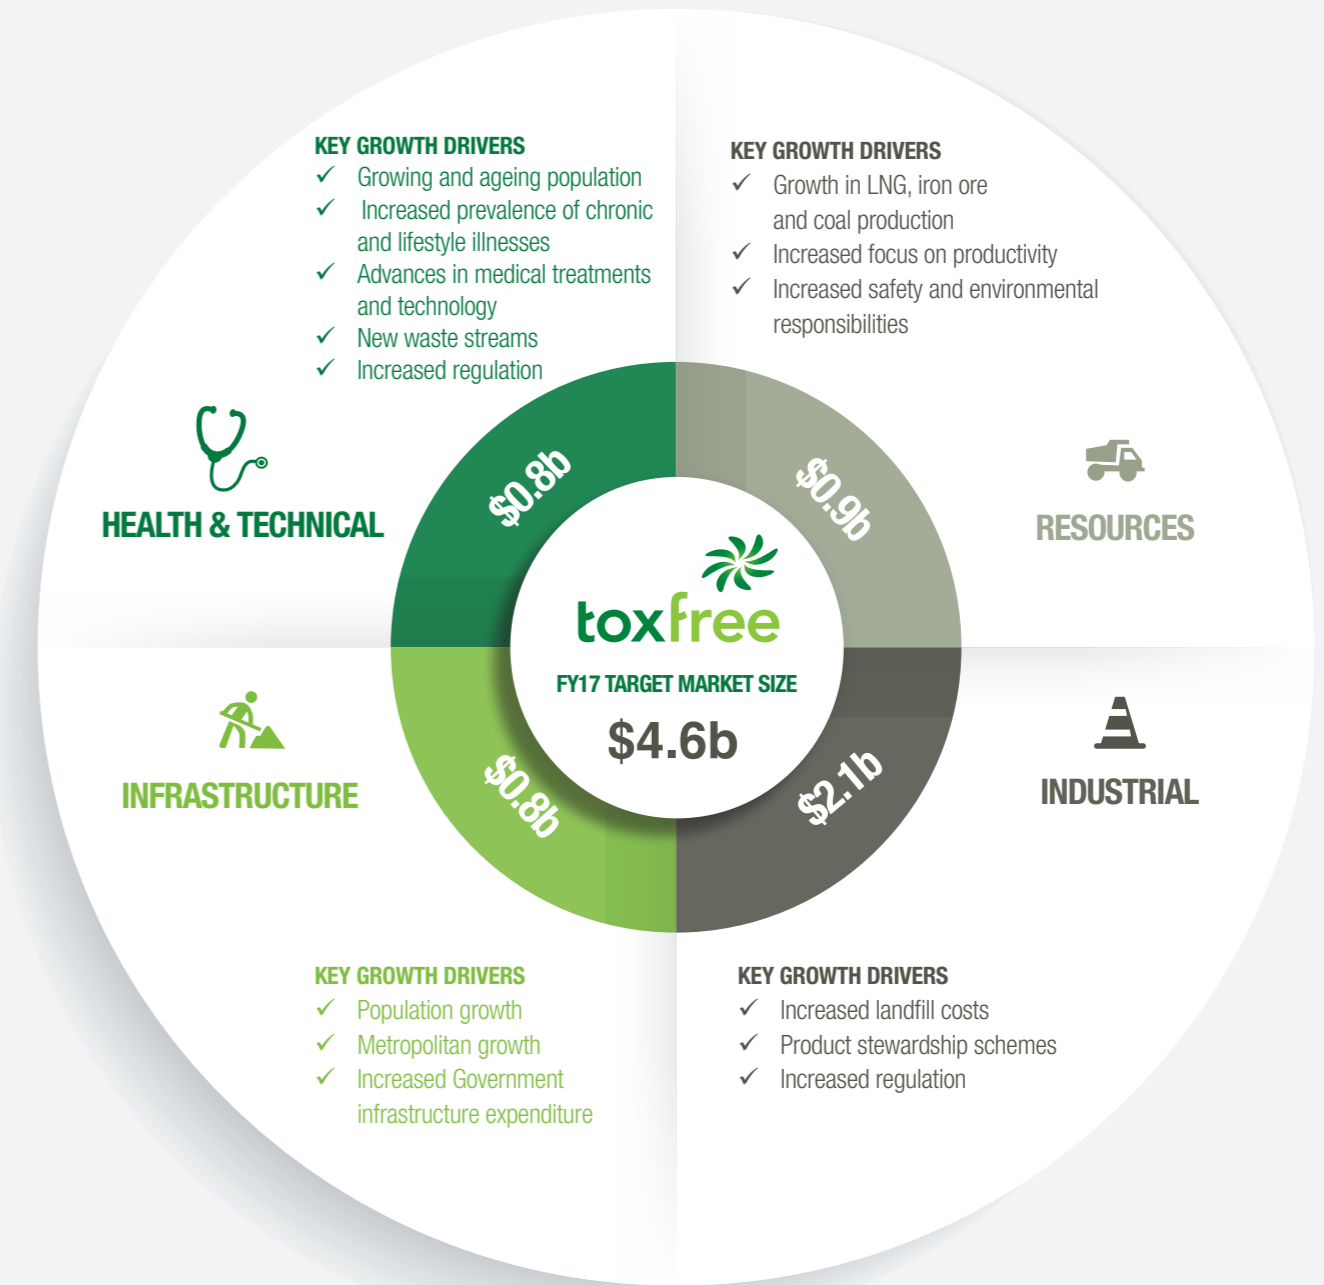 KEY GROWTH DRIVERS
✓ Growing and ageing population
✓ Increased prevalence of chronic
and lifestyle illnesses
✓ Advances in medical treatments
and technology
✓ New waste streams
✓ Increased regulation
HEALTH & TECHNICAL
$0.8b
KEY GROWTH DRIVERS
✓ Growth in LNG, iron ore
and coal production
✓ Increased focus on productivity
✓ Increased safety and environmental
responsibilities
RESOURCES
$0.9b
toxfree
FY17 TARGET MARKET SIZE
$4.6b
INFRASTRUCTURE
$0.8b
KEY GROWTH DRIVERS
✓ Population growth
✓ Metropolitan growth
✓ Increased Government
infrastructure expenditure
INDUSTRIAL
$2.1b
KEY GROWTH DRIVERS
✓ Increased landfill costs
✓ Product stewardship schemes
✓ Increased regulation